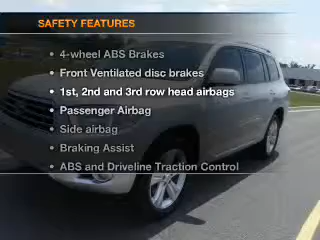 SAFETY FEATURES
4-wheel ABS Brakes
Front Ventilated disc brakes
1st, 2nd and 3rd row head airbags
Passenger Airbag
Side airbag
Braking Assist
ABS and Driveline Traction Control